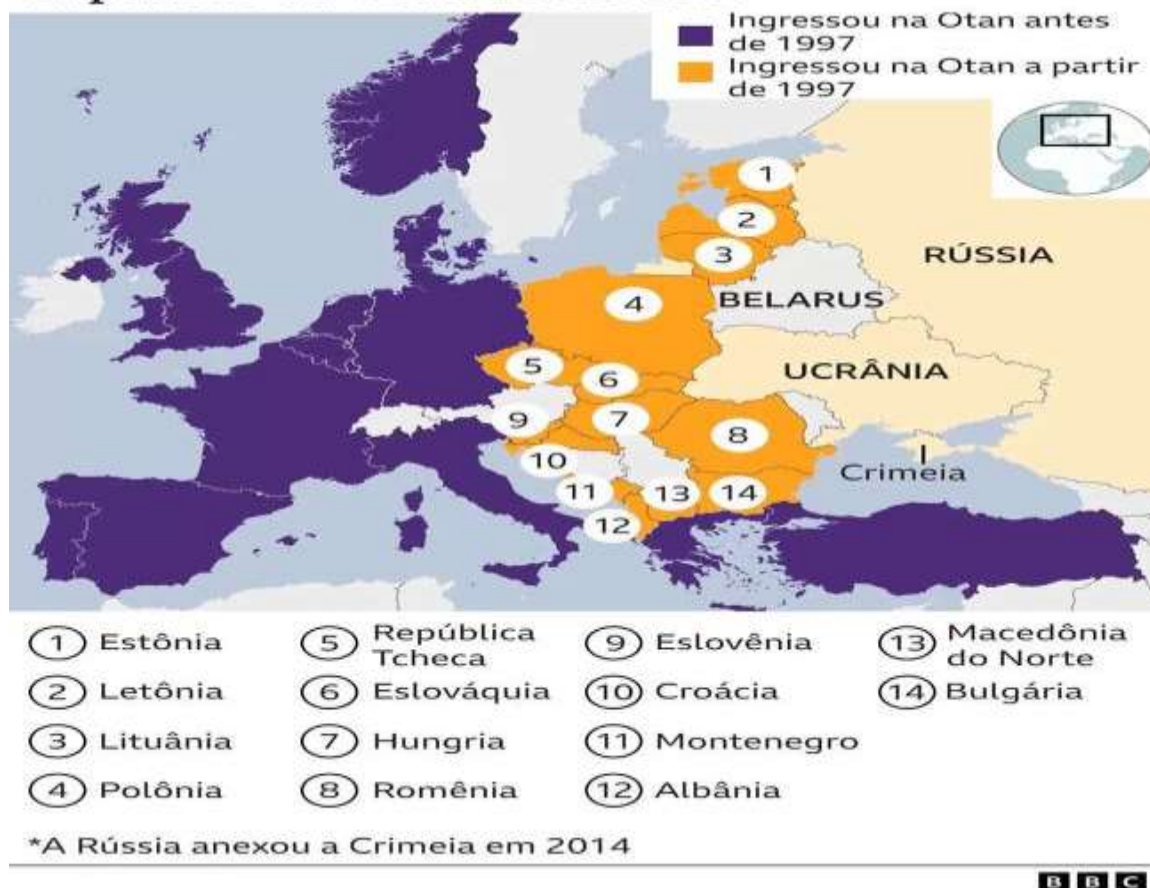 Ingressou na Otan antes
de 1997
Ingressou na Otan a partir
de 1997
RÚSSIA
BELARUS
UCRÂNIA
Crimeia
1
2
3
4
5
6
7
8
9
10
11
12
13
14
1 Estônia
2 Letônia
3 Lituânia
4 Polônia
5 República
Tcheca
6 Eslováquia
7 Hungria
8 Romênia
9 Eslovênia
10 Croácia
11 Montenegro
12 Albânia
13 Macedônia
do Norte
14 Bulgária
*A Rússia anexou a Crimeia em 2014
BBC